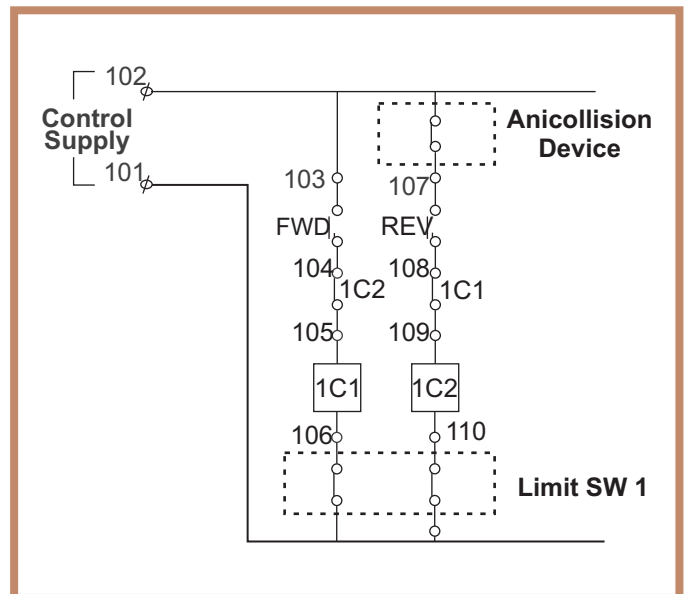 102
Control
Supply
101
Anicollision
Device
103
107
FWD
REV
104
108
1C2
1C1
105
109
1C1
1C2
106
110
Limit SW 1